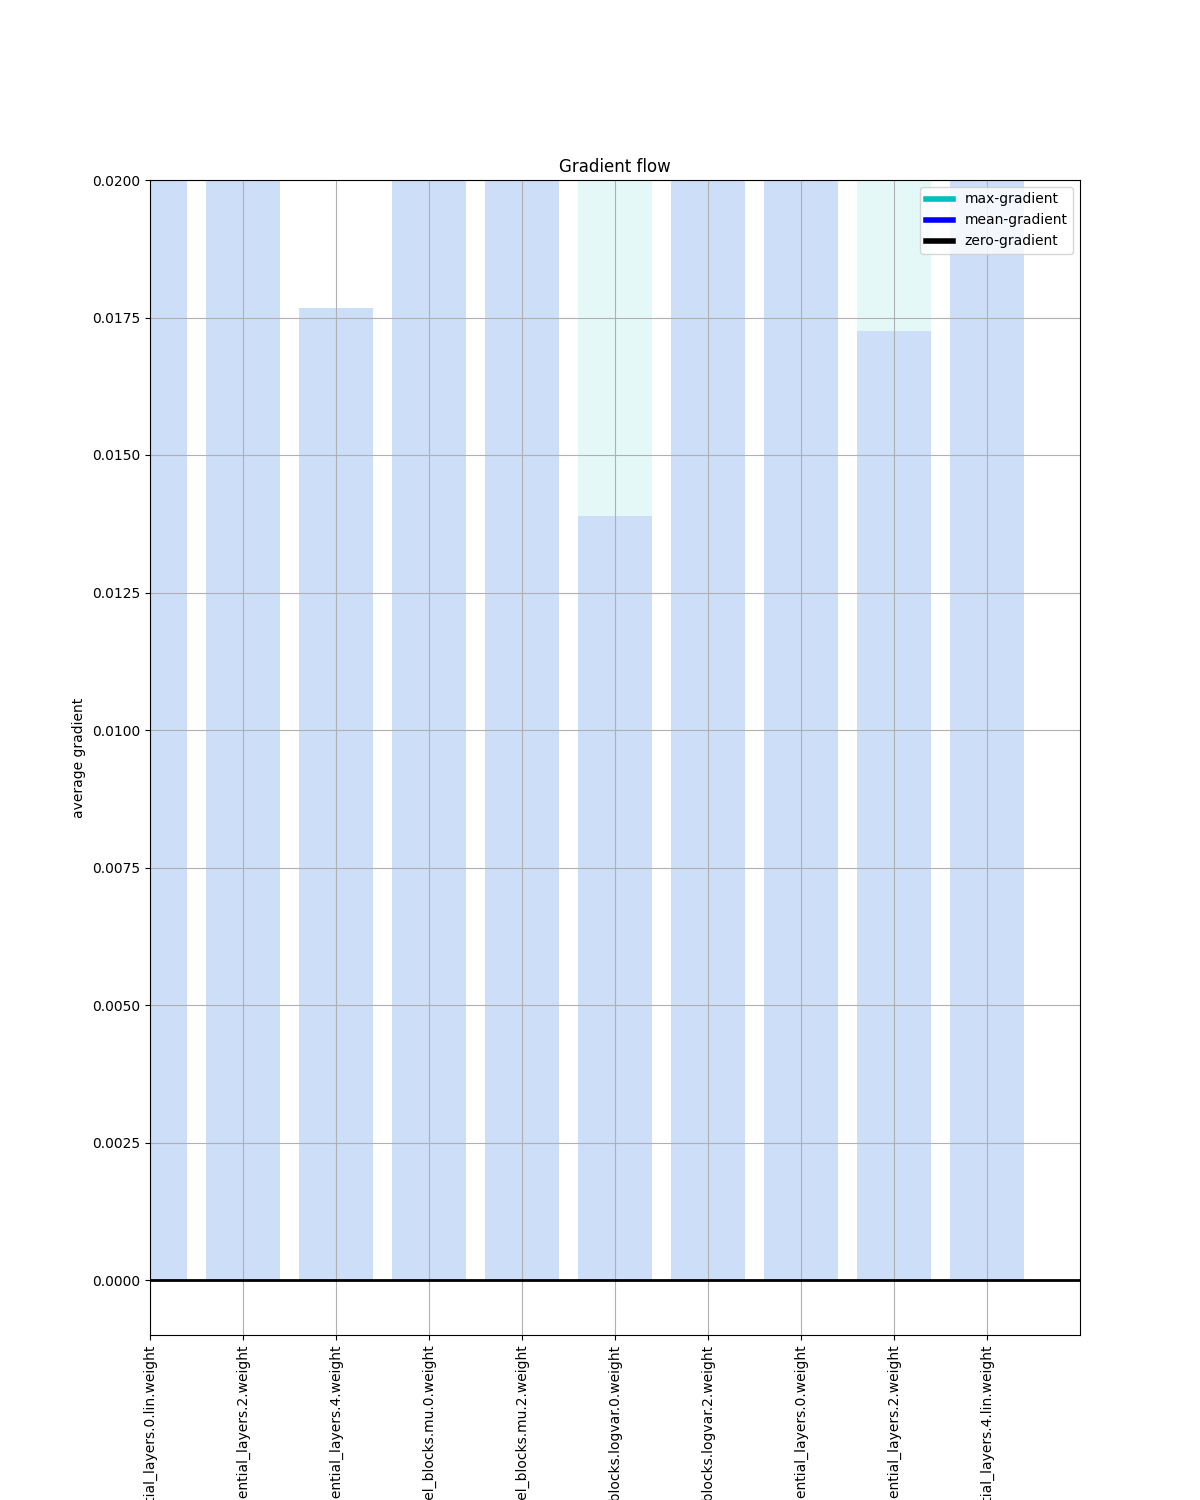 Gradient flow
0.0200
0.0175
0.0150
0.0125
0.0100
0.0075
0.0050
0.0025
0.0000
average gradient
max-gradient
mean-gradient
zero-gradient
tial_layers.0.lin.weight
ential_layers.2.weight
ential_layers.4.weight
el_blocks.mu.0.weight
el_blocks.mu.2.weight
blocks.logvar.0.weight
blocks.logvar.2.weight
ential_layers.0.weight
ential_layers.2.weight
tial_layers.4.lin.weight